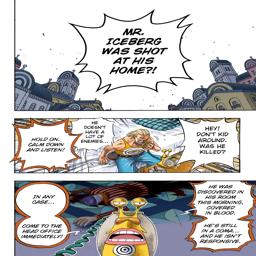 MR.
ICEBERG
WAS SHOT
AT HIS
HOME?!
HEY!
DON'T KID
AROUND.
WAS HE
KILLED?
HE
DOESN'T
HAVE A
LOT OF
ENEMIES...
HOLD ON,
CALM DOWN
AND LISTEN!
HE WAS
DISCOVERED IN
HIS ROOM
THIS MORNING,
COVERED
IN BLOOD.
HE'S STILL
IN A COMA...
AND HE ISN'T
RESPONSIVE.
IN ANY
CASE...
COME TO THE
HEAD OFFICE
IMMEDIATELY!